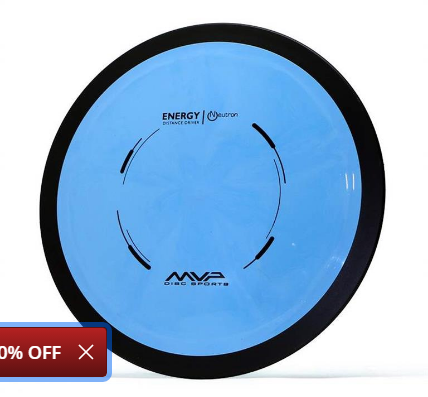 ENERGY | Neutron
DISTANCE DRIVER
MVP
DISC SPORTS
0% OFF